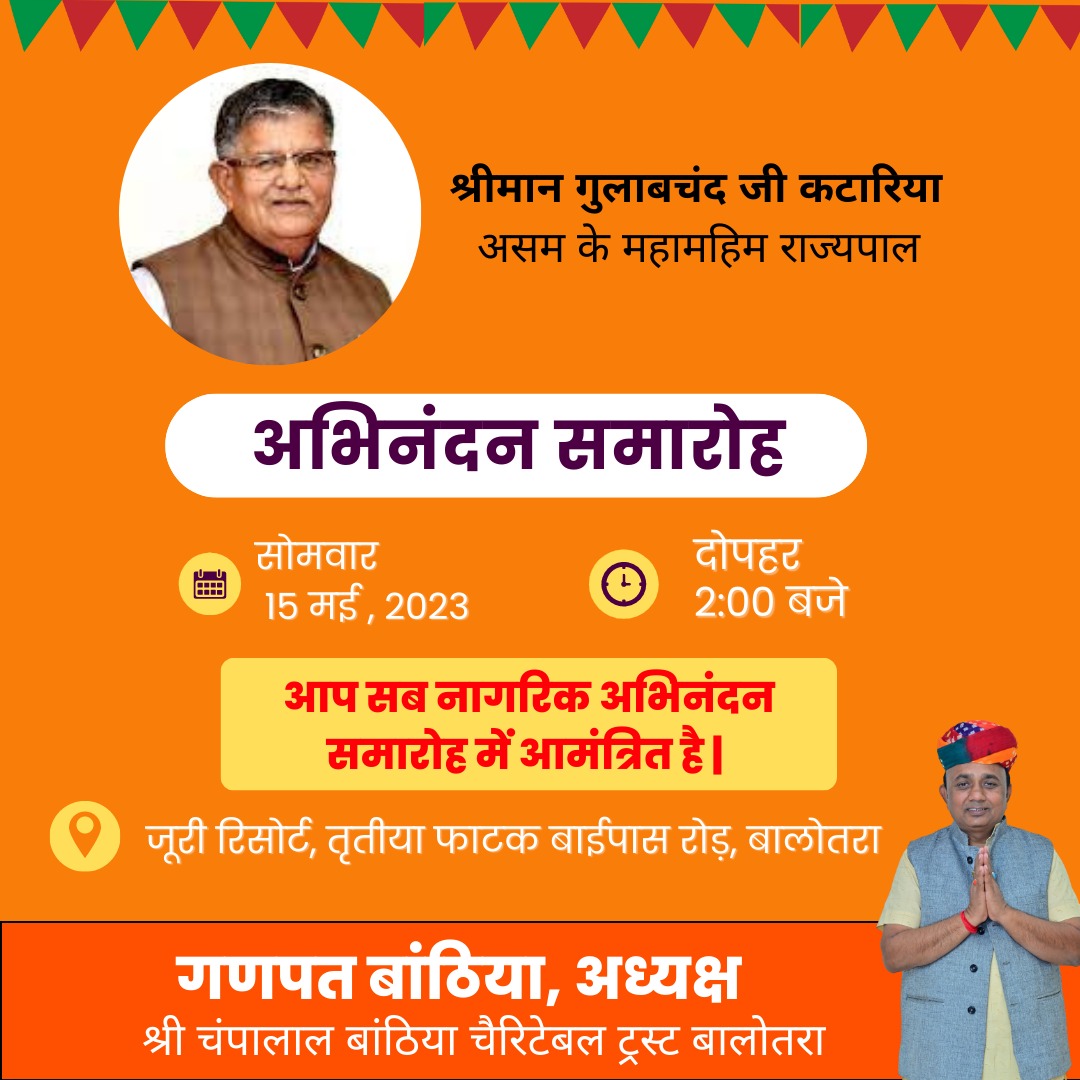 श्रीमान गुलाबचंद जी कटारिया
असम के महामहिम राज्यपाल
अभिनंदन समारोह
सोमवार
15 मई , 2023
दोपहर
2:00 बजे
आप सब नागरिक अभिनंदन
समारोह में आमंत्रित है |
जूरी रिसोर्ट, तृतीया फाटक बाईपास रोड़, बालोतरा
गणपत बांठिया, अध्यक्ष
श्री चंपालाल बांठिया चैरिटेबल ट्रस्ट बालोतरा